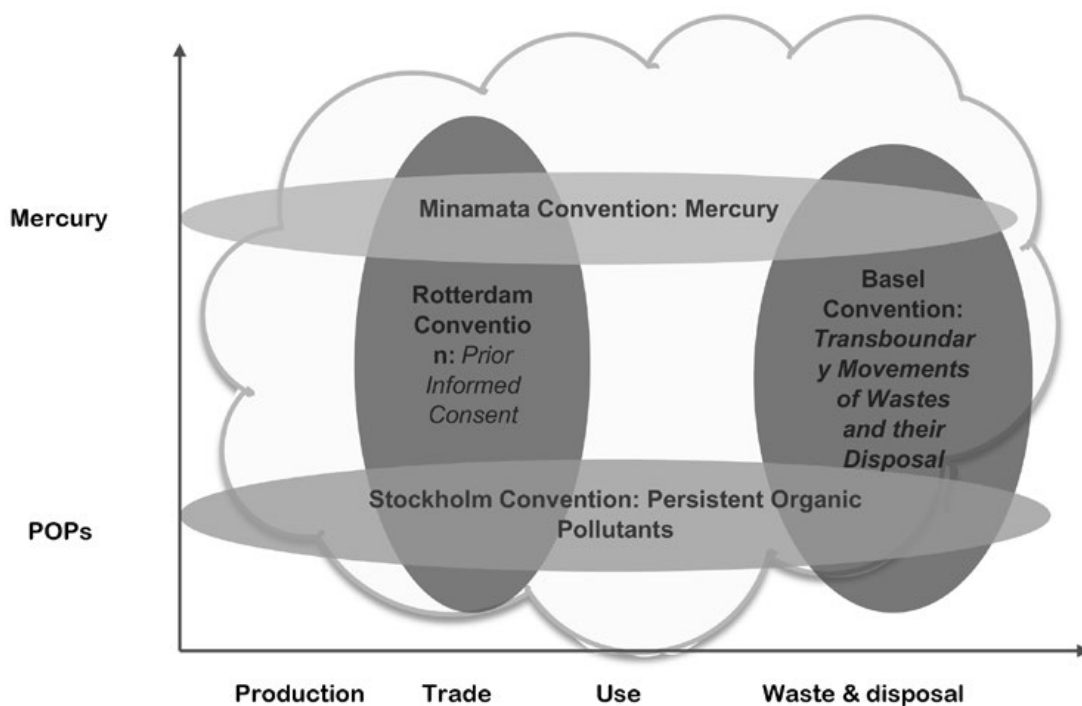 Mercury
Minamata Convention: Mercury
Rotterdam
Conventio
n: Prior
Informed
Consent
Basel
Convention:
Transboundar
y Movements
of Wastes
and their
Disposal
Stockholm Convention: Persistent Organic
Pollutants
POPs
Production
Trade
Use
Waste & disposal